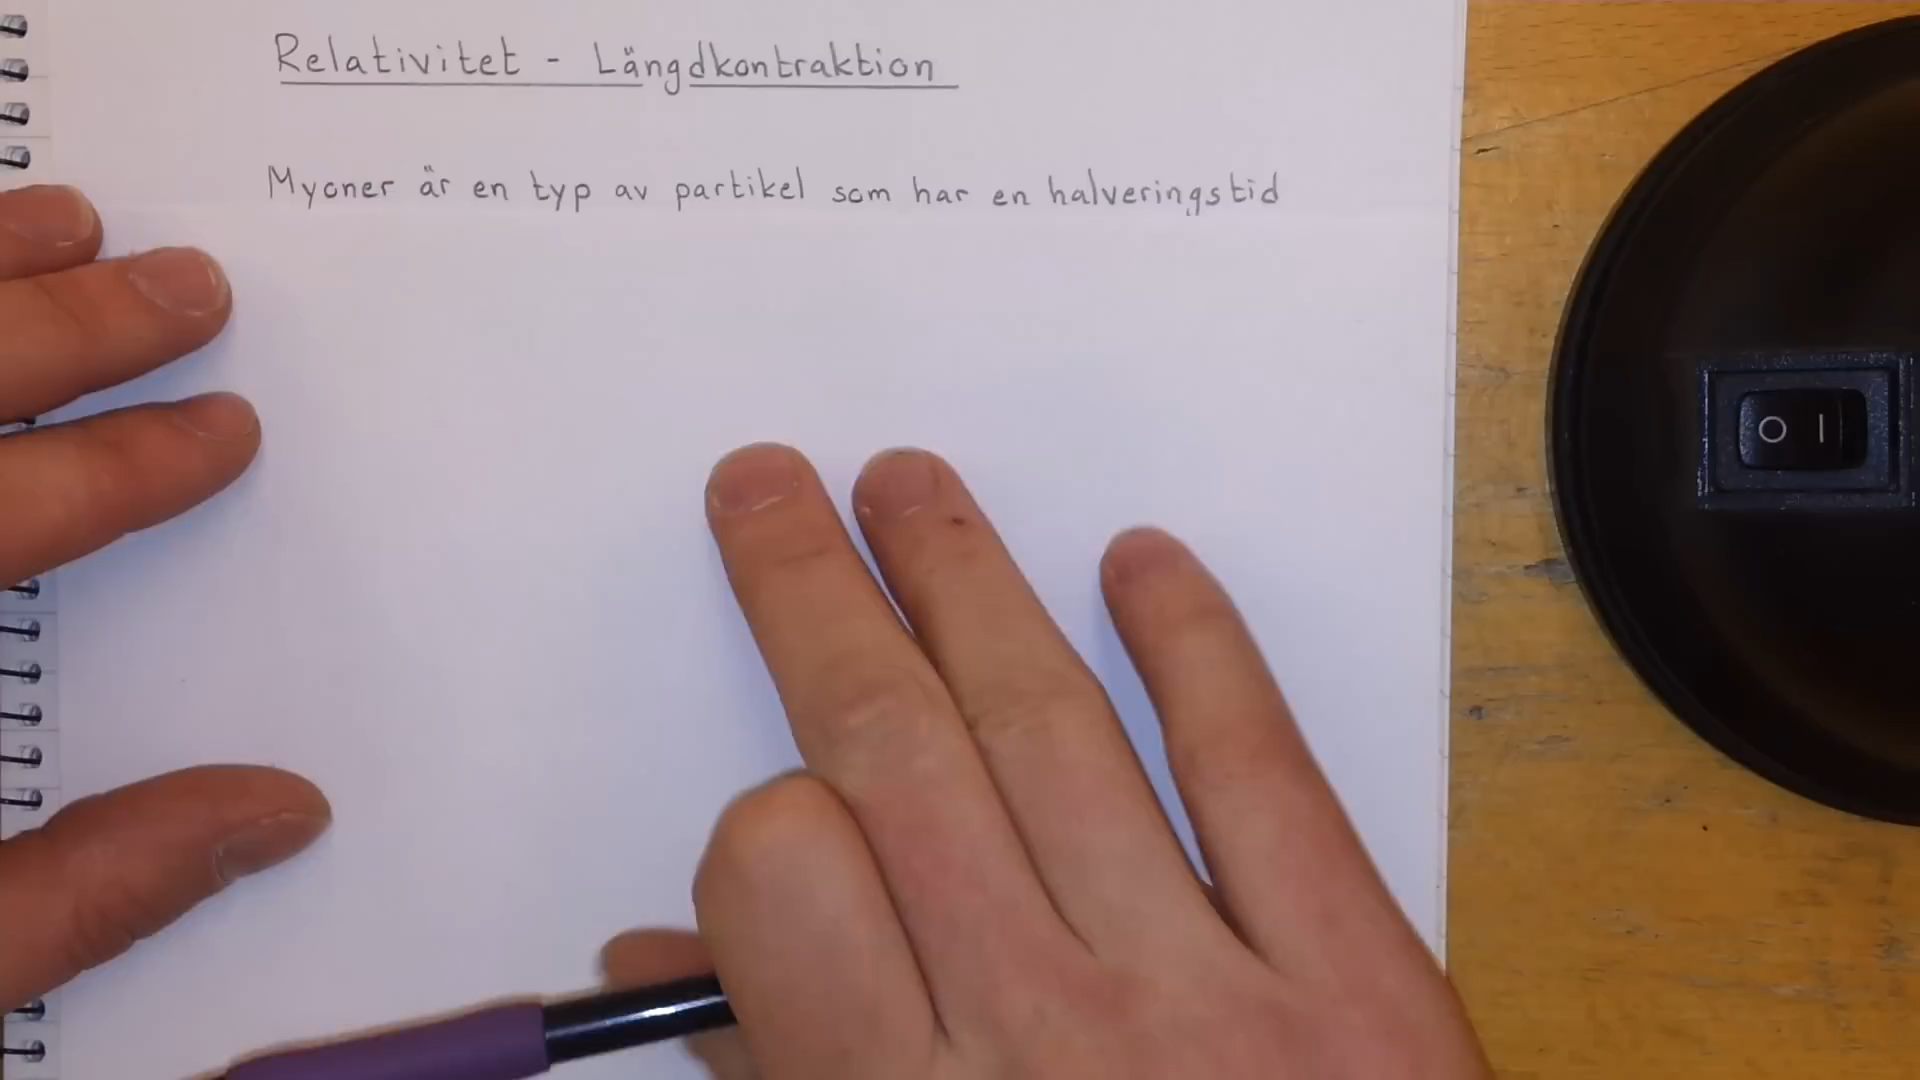 Relativitet - Längdkontraktion
Myoner är en typ av partikel som har en halveringstid
O I